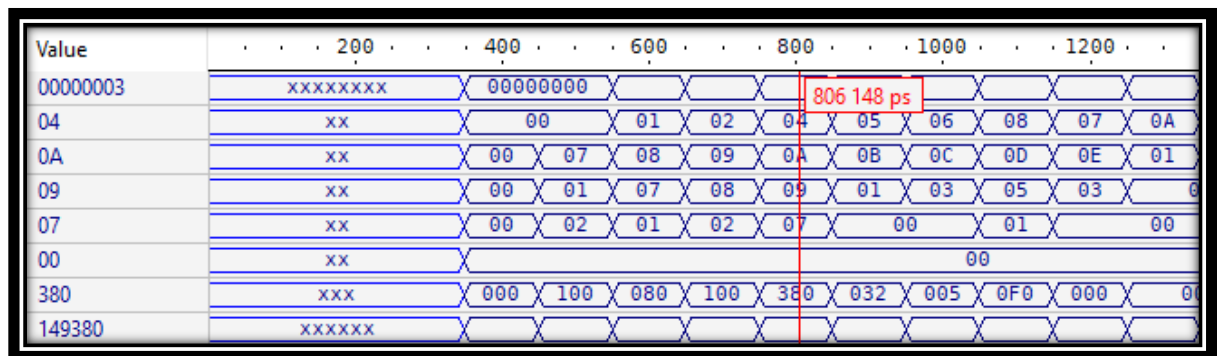 Value 200 400 600 800 1000 1200
00000003 xxxxxxxx 00000000 806 148 ps
04 xx 00 01 02 04 05 06 08 07 0A
0A xx 00 07 08 09 0A 0B 0C 0D 0E 01
09 xx 00 01 07 08 09 01 03 05 03 0
07 xx 00 02 01 02 07 00 01 00
00 xx 00
380 xxx 000 100 080 100 380 032 005 0F0 000 00
149380 xxxxxx